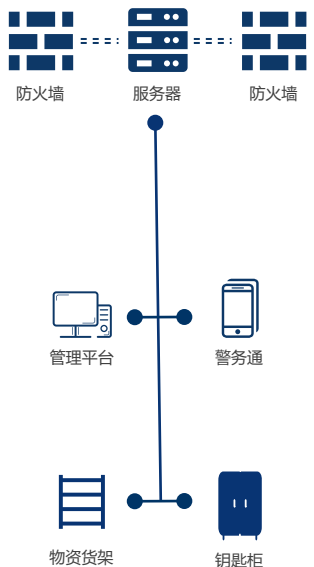 防火墙
服务器
防火墙
管理平台
警务通
物资货架
钥匙柜